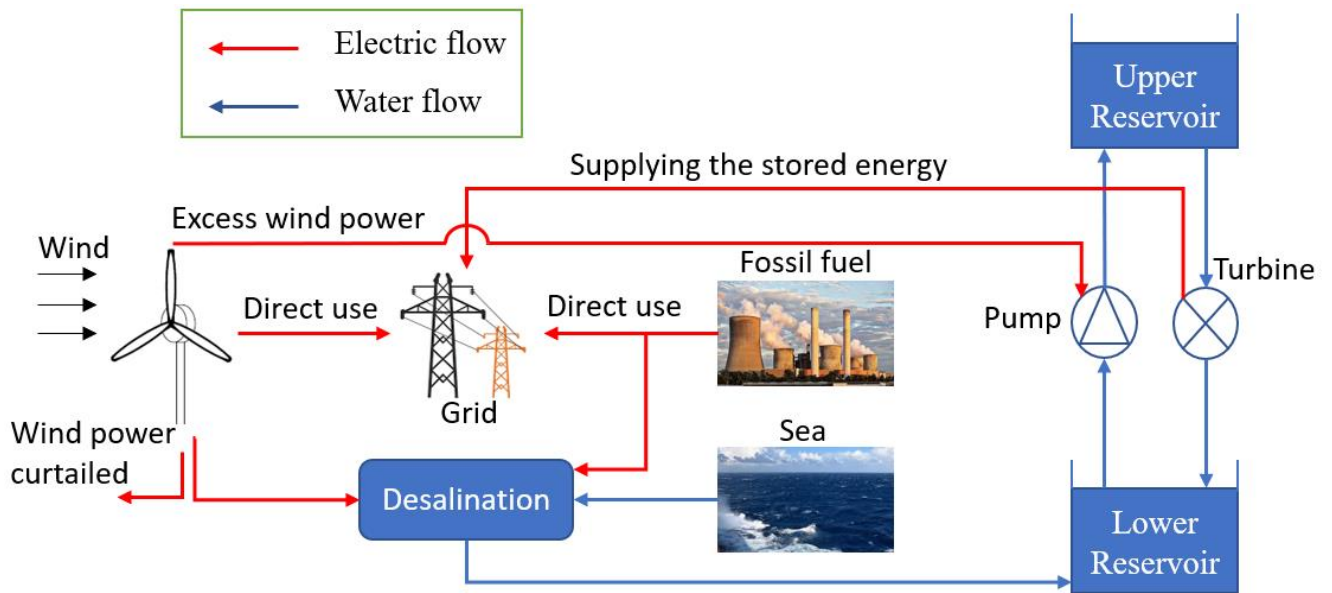 Electric flow
Water flow
Upper
Reservoir
Supplying the stored energy
Excess wind power
Wind
Fossil fuel
Turbine
Direct use
Direct use
Pump
Grid
Wind power
curtailed
Sea
Desalination
Lower
Reservoir